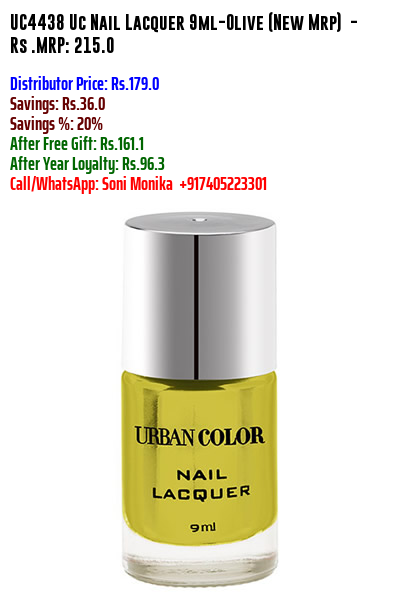 UC4438 Uc Nail Lacquer 9ml-Olive (New Mrp) -
Rs .MRP: 215.0
Distributor Price: Rs.179.0
Savings: Rs.36.0
Savings %: 20%
After Free Gift: Rs.161.1
After Year Loyalty: Rs.96.3
Call/WhatsApp: Soni Monika +917405223301
URBAN COLOR
NAIL
LACQUER
9 ml